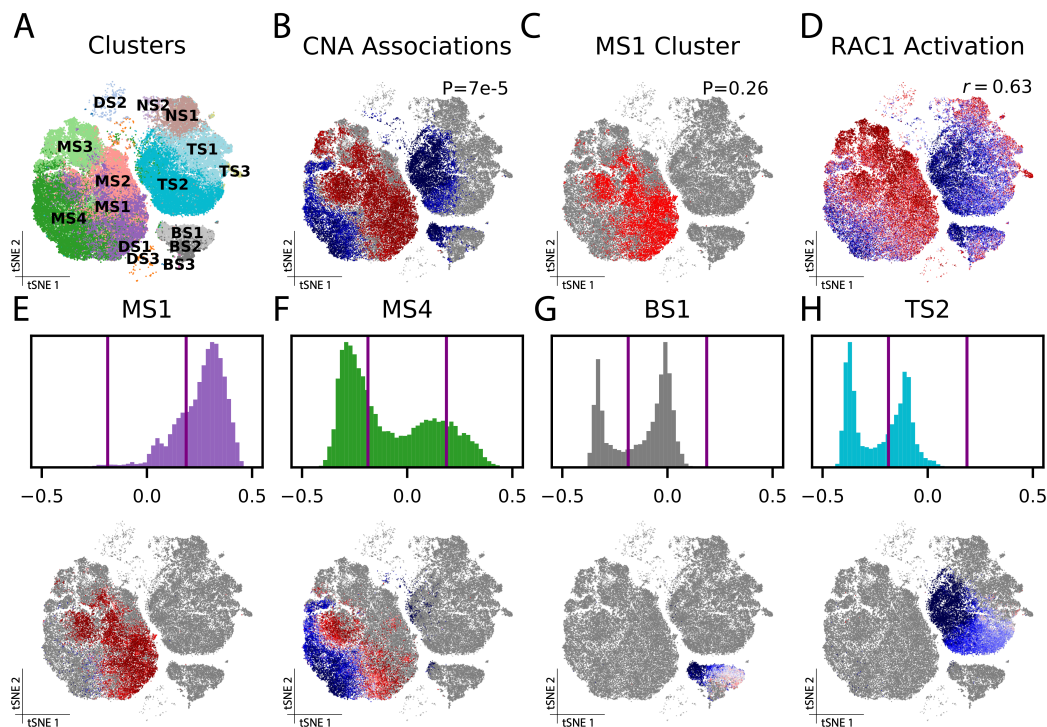 A
Clusters
B
CNA Associations
C
MS1 Cluster
D
RAC1 Activation
P=7e-5
P=0.26
r = 0.63
DS2
NS2
NS1
MS3
TS1
TS3
MS2
TS2
MS1
MS4
BS1
DS1
BS2
DS3
BS3
tSNE 2
tSNE 1
tSNE 2
tSNE 1
tSNE 2
tSNE 1
tSNE 2
tSNE 1
E
MS1
F
MS4
G
BS1
H
TS2
−0.5 0.0 0.5
−0.5 0.0 0.5
−0.5 0.0 0.5
−0.5 0.0 0.5
tSNE 2
tSNE 1
tSNE 2
tSNE 1
tSNE 2
tSNE 1
tSNE 2
tSNE 1